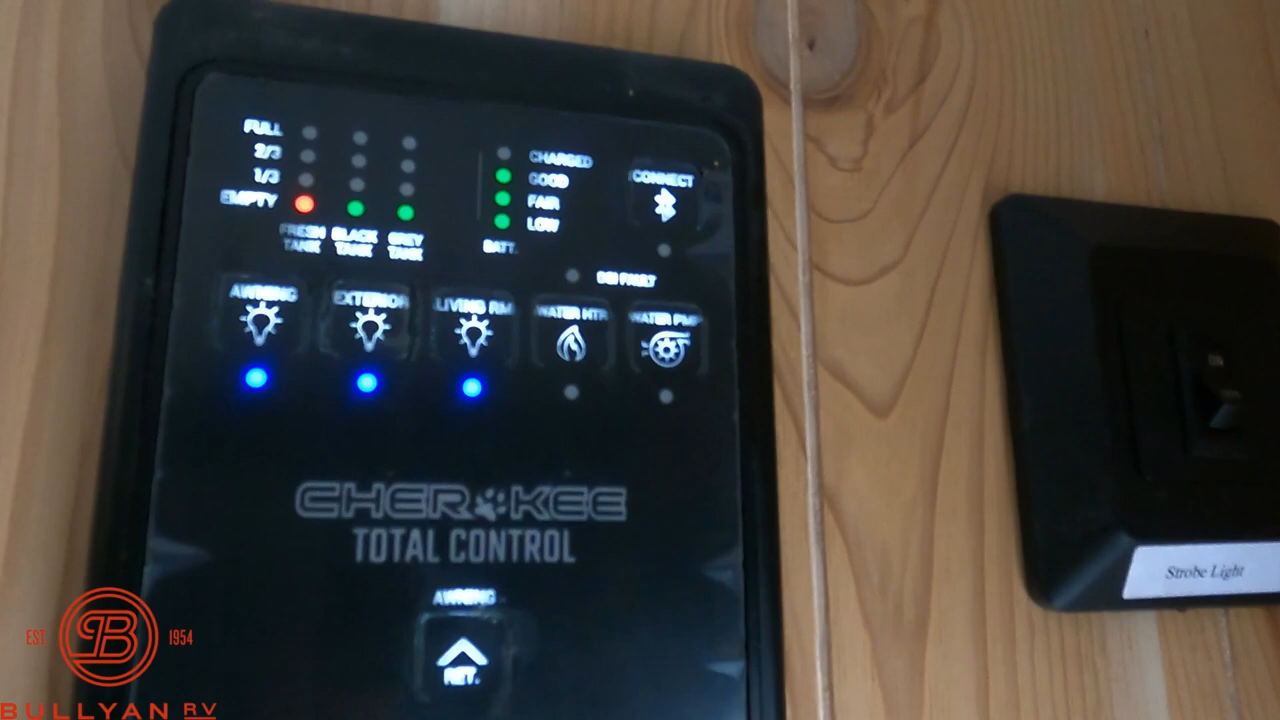 FULL
2/3
1/3
EMPTY
FRESH TANK
BLACK TANK
GREY TANK
CHARGED
GOOD
FAIR
LOW
BATT.
CONNECT
DSI FAULT
AWNING
EXTERIOR
LIVING RM
WATER HTR
WATER PMP
CHEROKEE
TOTAL CONTROL
AWNING
RET.
ON
Strobe Light
EST. 1954
B
BULLYAN RV